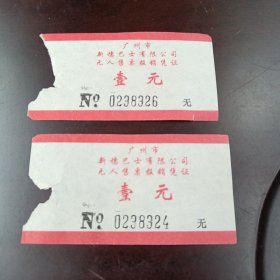 广州市
新穗巴士有限公司
无人售票报销凭证
壹元
No 0238326 无
广州市
新穗巴士有限公司
无人售票报销凭证
壹元
No 0238324 无